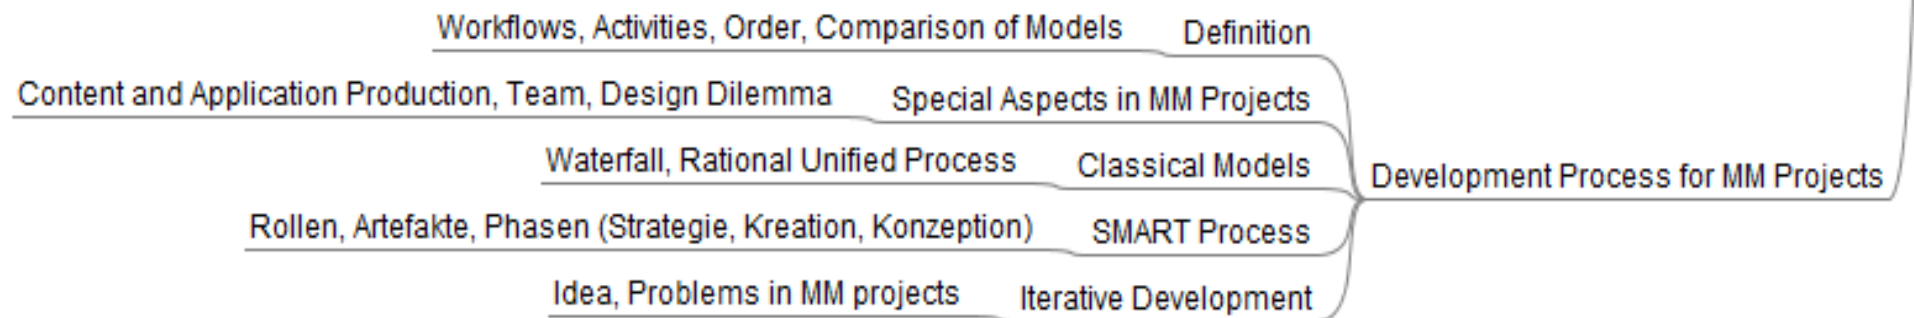 Workflows, Activities, Order, Comparison of Models Definition
Content and Application Production, Team, Design Dilemma Special Aspects in MM Projects
Waterfall, Rational Unified Process Classical Models
Development Process for MM Projects
Rollen, Artefakte, Phasen (Strategie, Kreation, Konzeption) SMART Process
Idea, Problems in MM projects Iterative Development